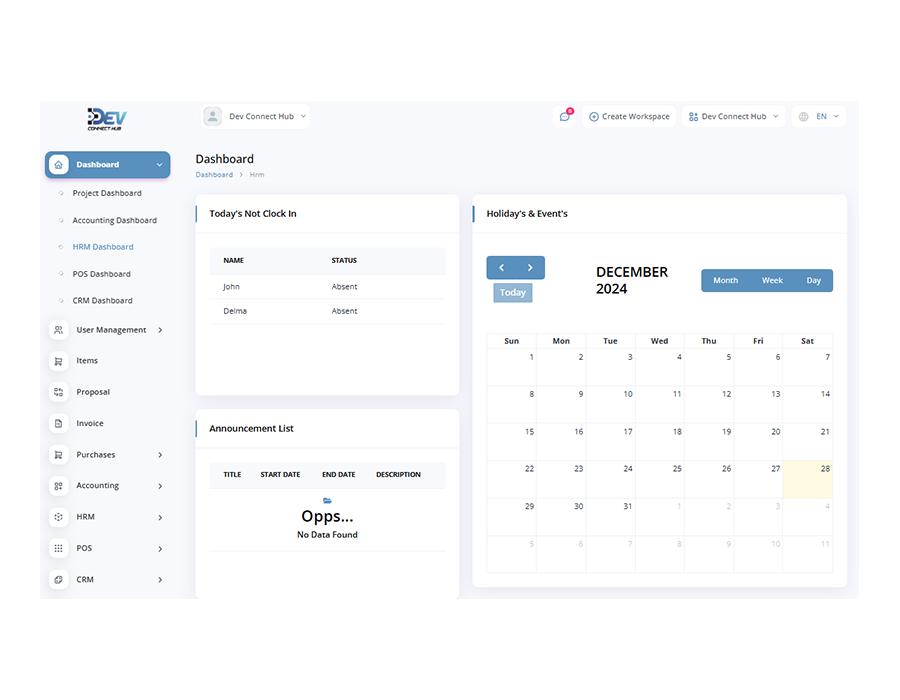 DEV
CONNECT HUB
Dev Connect Hub
0
Create Workspace
Dev Connect Hub
EN
Dashboard
Project Dashboard
Accounting Dashboard
HRM Dashboard
POS Dashboard
CRM Dashboard
User Management
Items
Proposal
Invoice
Purchases
Accounting
HRM
POS
CRM
Dashboard
Dashboard > Hrm
Today's Not Clock In
NAME STATUS
John Absent
Delma Absent
Announcement List
TITLE START DATE END DATE DESCRIPTION
Opps...
No Data Found
Holiday's & Event's
Today
DECEMBER
2024
Month Week Day
Sun Mon Tue Wed Thu Fri Sat
1 2 3 4 5 6 7
8 9 10 11 12 13 14
15 16 17 18 19 20 21
22 23 24 25 26 27 28
29 30 31 1 2 3 4
5 6 7 8 9 10 11